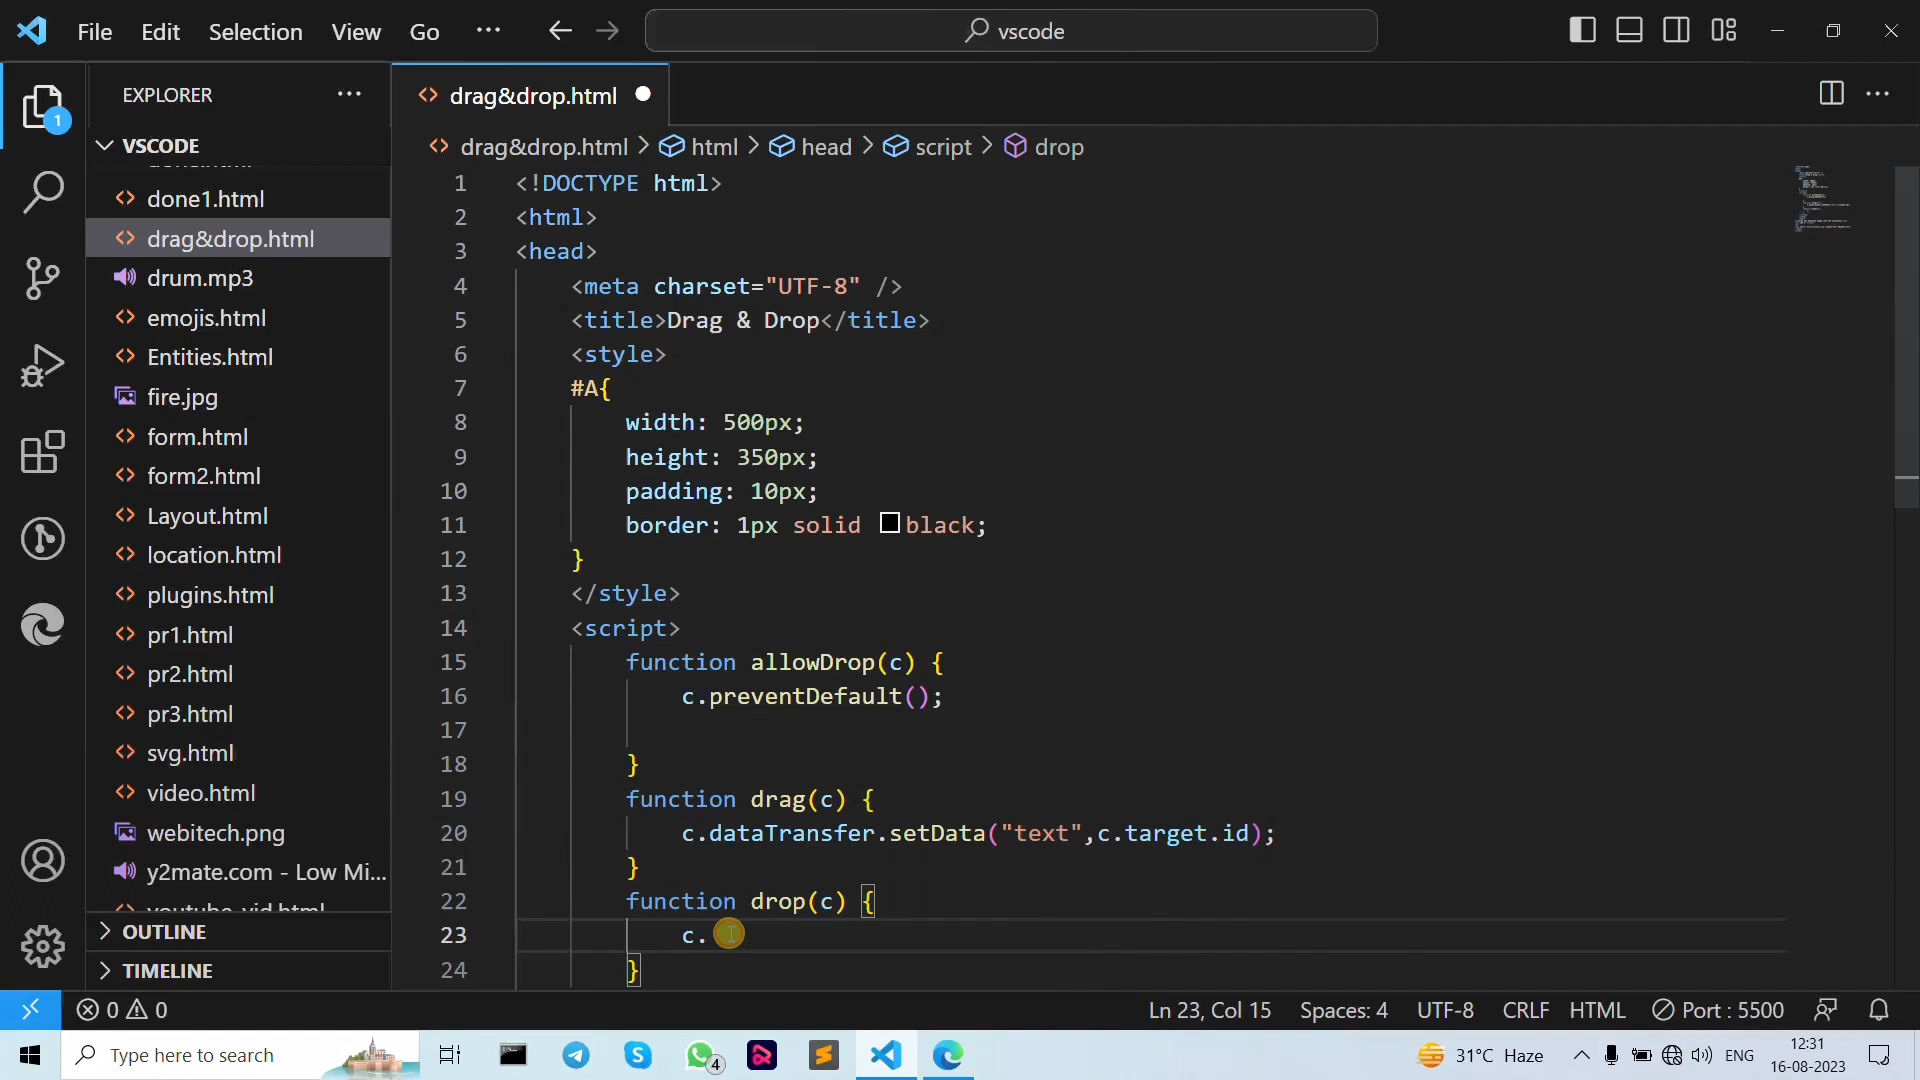 File Edit Selection View Go ··· vscode
EXPLORER ···
drag&drop.html
VSCODE
drag&drop.html > html > head > script > drop
done1.html
drag&drop.html
drum.mp3
emojis.html
Entities.html
fire.jpg
form.html
form2.html
Layout.html
location.html
plugins.html
pr1.html
pr2.html
pr3.html
svg.html
video.html
webitech.png
y2mate.com - Low Mi...
OUTLINE
TIMELINE
1
1 <!DOCTYPE html>
2 <html>
3 <head>
4 <meta charset="UTF-8" />
5 <title>Drag & Drop</title>
6 <style>
7 #A{
8 width: 500px;
9 height: 350px;
10 padding: 10px;
11 border: 1px solid black;
12 }
13 </style>
14 <script>
15 function allowDrop(c) {
16 c.preventDefault();
17
18 }
19 function drag(c) {
20 c.dataTransfer.setData("text",c.target.id);
21 }
22 function drop(c) {
23 c.
24 }
0 0 Ln 23, Col 15 Spaces: 4 UTF-8 CRLF HTML Port : 5500
Type here to search 4 31°C Haze ENG 12:31
16-08-2023